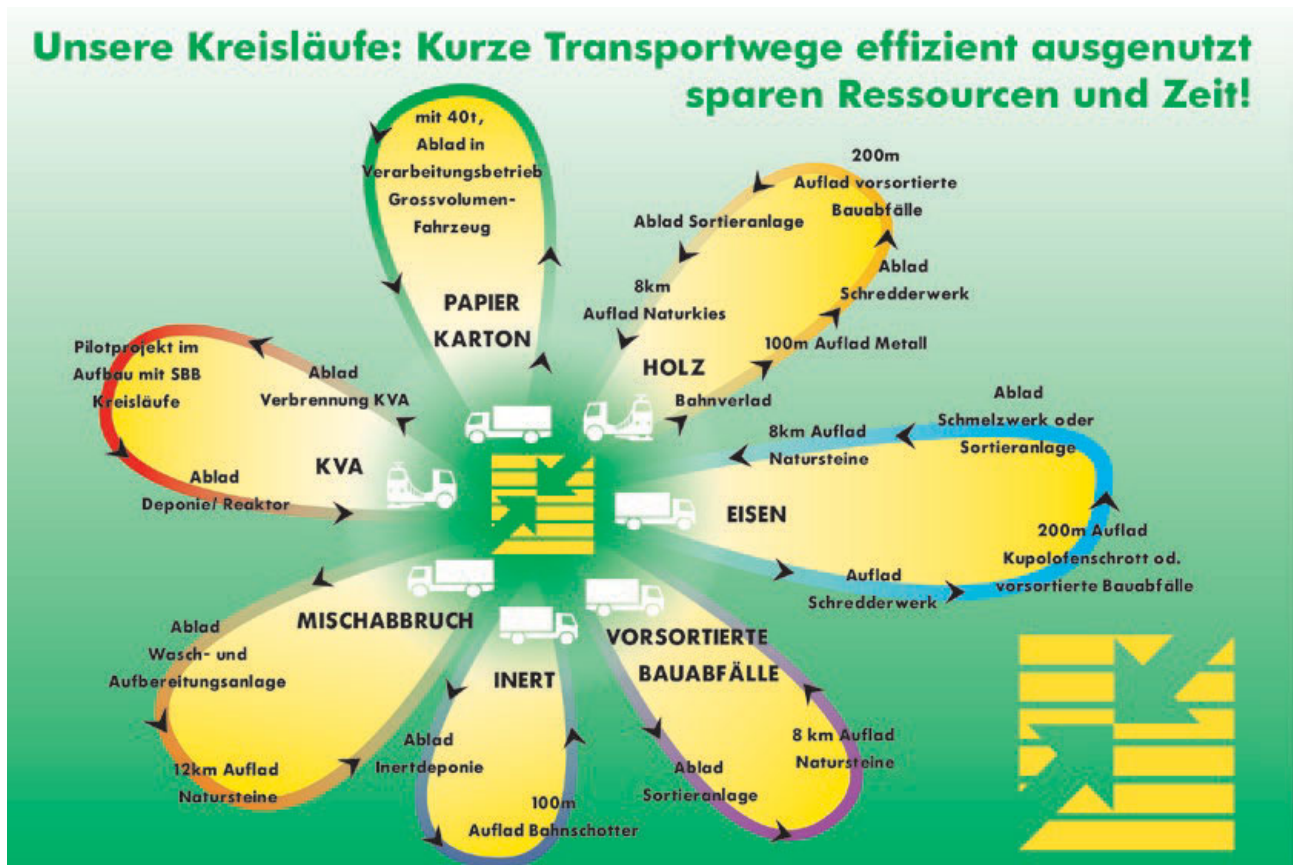 Unsere Kreisläufe: Kurze Transportwege effizient ausgenutzt
sparen Ressourcen und Zeit!
mit 40t,
Ablad in
Verarbeitungsbetrieb
Grossvolumen-
Fahrzeug
PAPIER
KARTON
200m
Auflad vorsortierte
Bauabfälle
Ablad Sortieranlage
Ablad
Schredderwerk
8km
Auflad Naturkies
100m Auflad Metall
HOLZ
Bahnverlad
Pilotprojekt im
Aufbau mit SBB
Kreisläufe
Ablad
Verbrennung KVA
KVA
Ablad
Deponie/ Reaktor
Ablad
Schmelzwerk oder
Sortieranlage
8km Auflad
Natursteine
EISEN
200m Auflad
Kupolofenschrott od.
vorsortierte Bauabfälle
Auflad
Schredderwerk
MISCHABBRUCH
Ablad
Wasch- und
Aufbereitungsanlage
12km Auflad
Natursteine
INERT
Ablad
Inertdeponie
100m
Auflad Bahnschotter
VORSORTIERTE
BAUABFÄLLE
8 km Auflad
Natursteine
Ablad
Sortieranlage